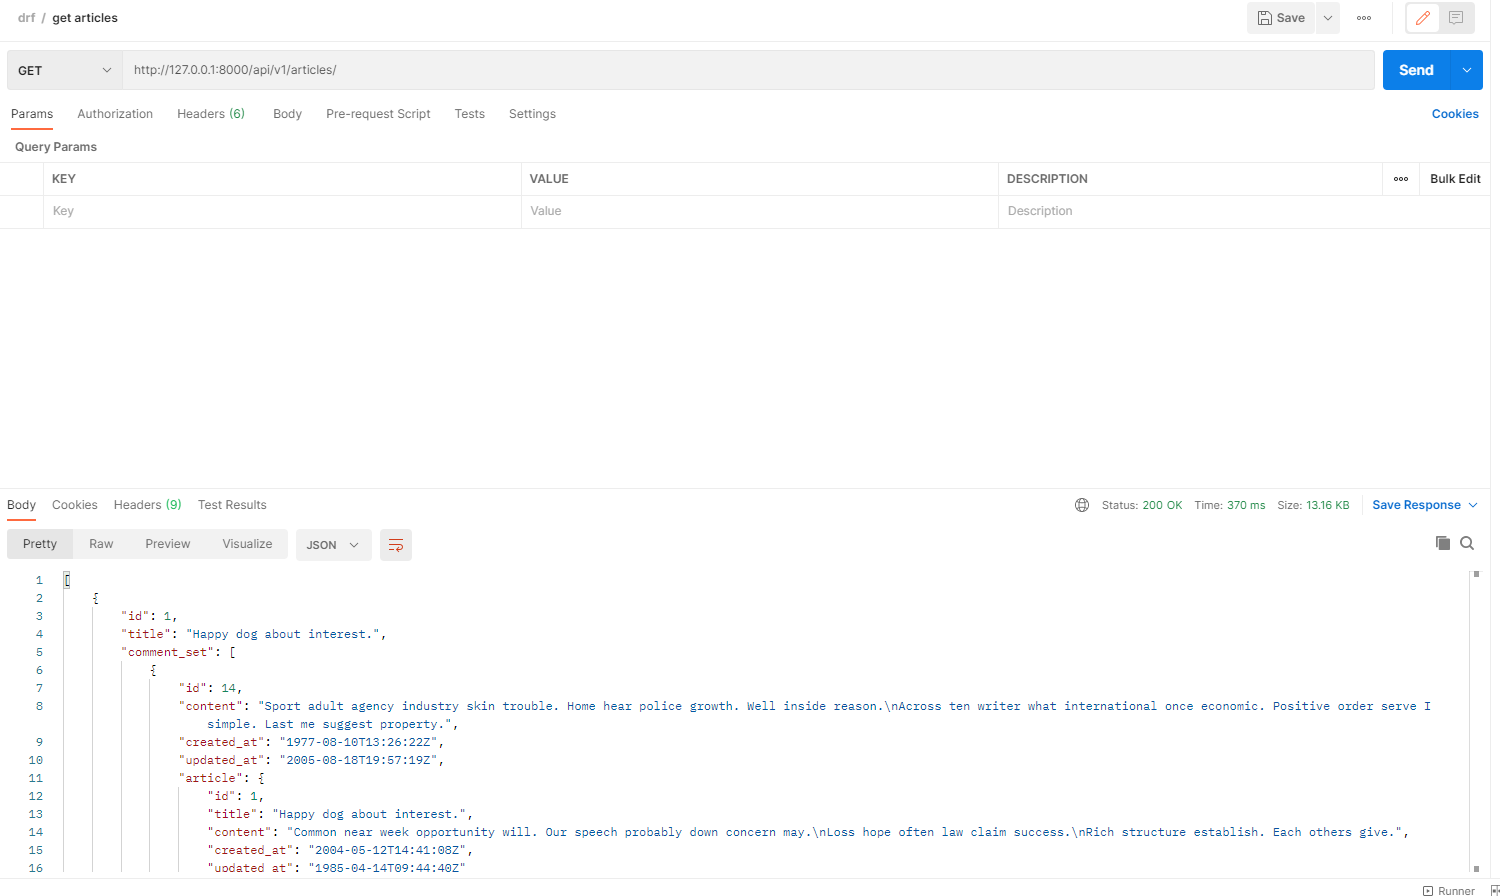 drf / get articles
Save
GET
http://127.0.0.1:8000/api/v1/articles/
Send
Params Authorization Headers (6) Body Pre-request Script Tests Settings
Cookies
Query Params
KEY VALUE DESCRIPTION Bulk Edit
Key Value Description
Body Cookies Headers (9) Test Results
Status: 200 OK Time: 370 ms Size: 13.16 KB Save Response
Pretty Raw Preview Visualize JSON
1 [
2 {
3 "id": 1,
4 "title": "Happy dog about interest.",
5 "comment_set": [
6 {
7 "id": 14,
8 "content": "Sport adult agency industry skin trouble. Home hear police growth. Well inside reason.\nAcross ten writer what international once economic. Positive order serve I
simple. Last me suggest property.",
9 "created_at": "1977-08-10T13:26:22Z",
10 "updated_at": "2005-08-18T19:57:19Z",
11 "article": {
12 "id": 1,
13 "title": "Happy dog about interest.",
14 "content": "Common near week opportunity will. Our speech probably down concern may.\nLoss hope often law claim success.\nRich structure establish. Each others give.",
15 "created_at": "2004-05-12T14:41:08Z",
16 "updated_at": "1985-04-14T09:44:40Z"
Runner